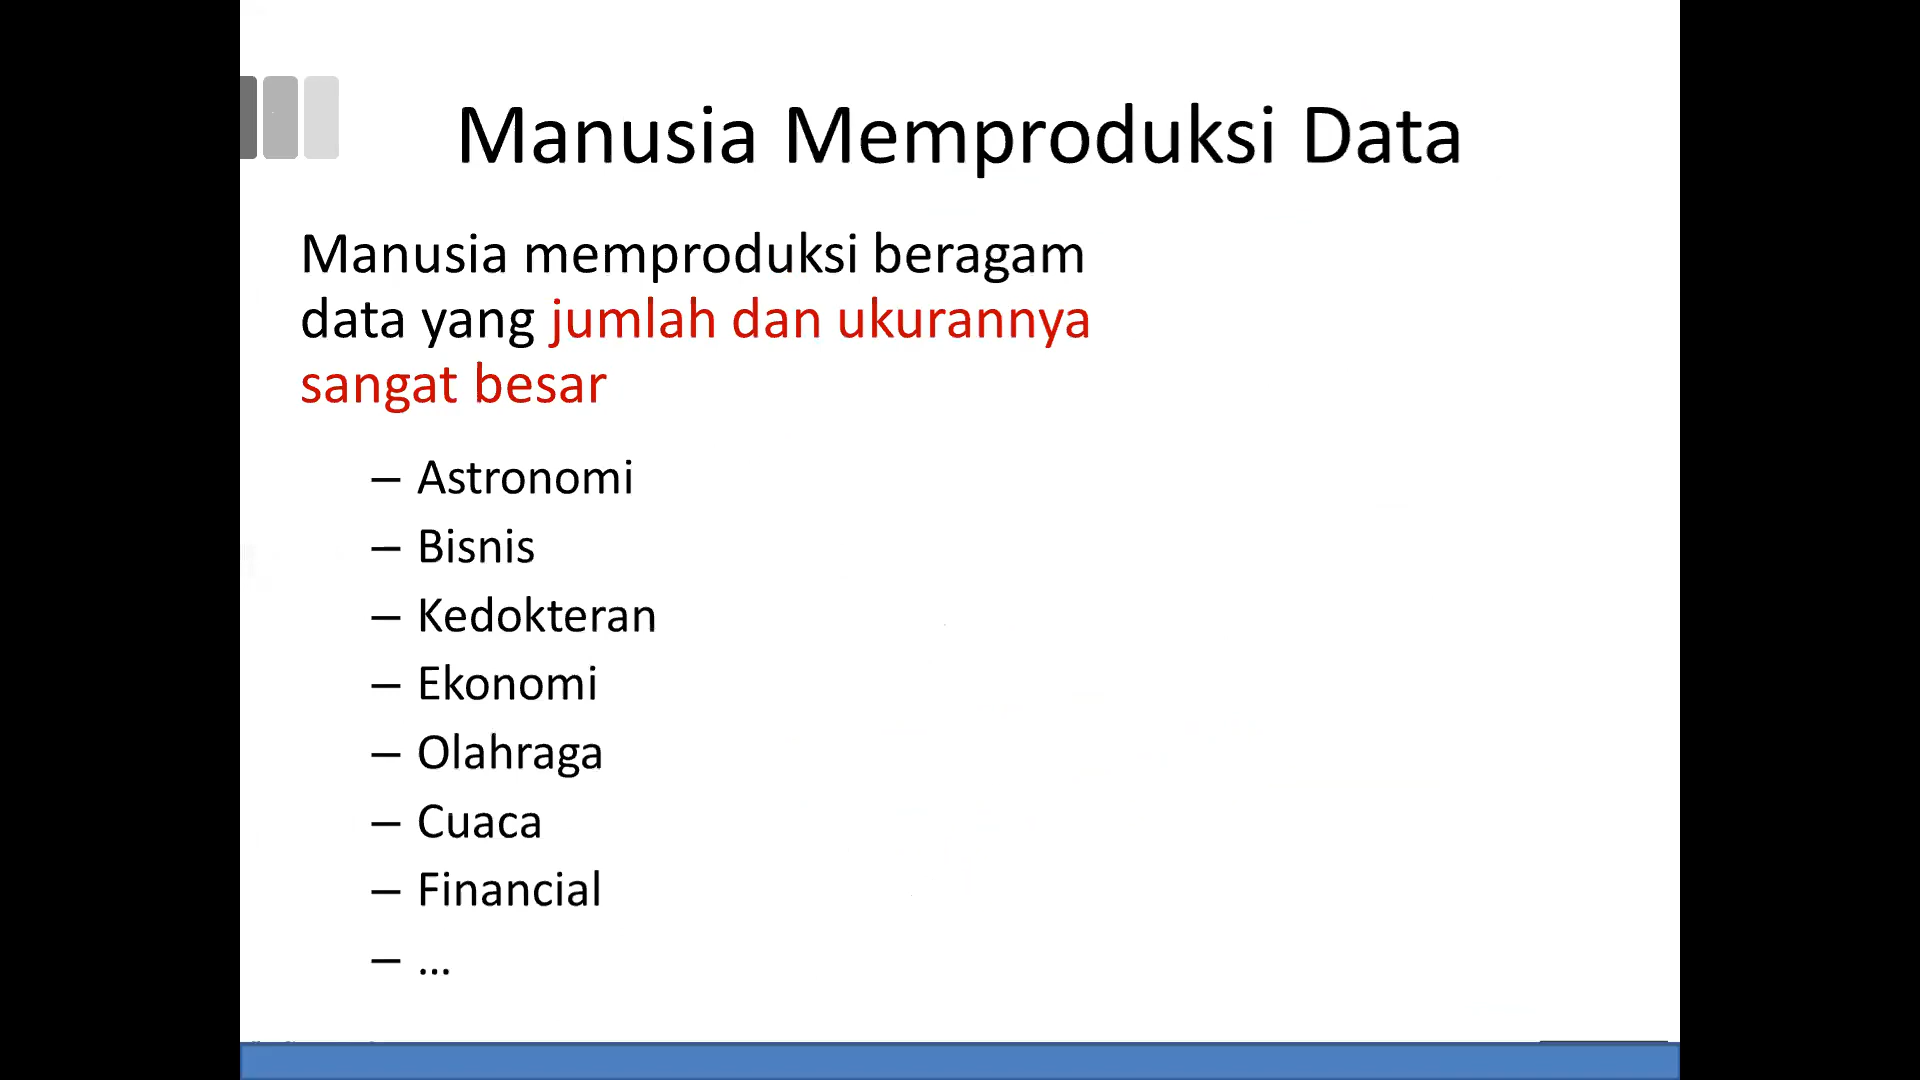 Manusia Memproduksi Data
Manusia memproduksi beragam
data yang jumlah dan ukurannya
sangat besar
– Astronomi
– Bisnis
– Kedokteran
– Ekonomi
– Olahraga
– Cuaca
– Financial
– ...